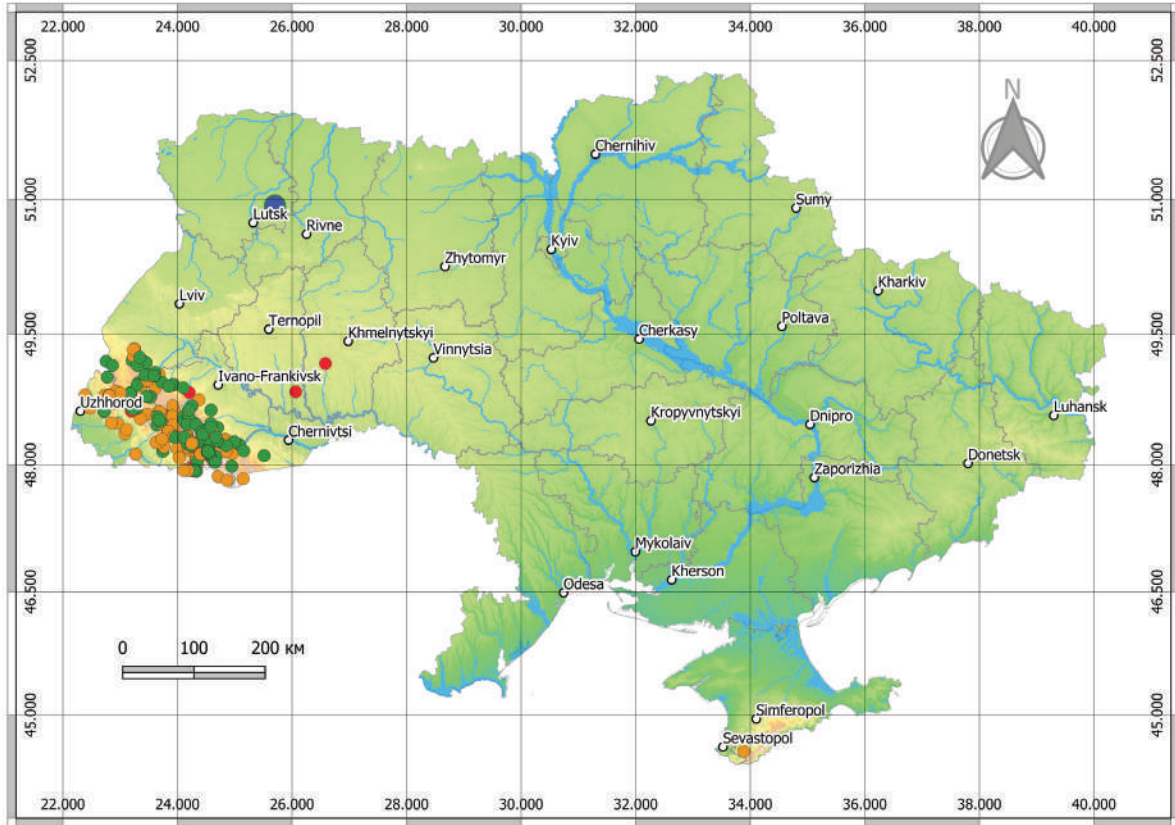 22.000 24.000 26.000 28.000 30.000 32.000 34.000 36.000 38.000 40.000
52.500 52.500
N
Chernihiv
51.000 51.000
Sumy
Lutsk
Rivne
Kyiv
Zhytomyr
Kharkiv
Lviv
Ternopil
Khmelnytskyi
Cherkasy
Poltava
49.500 49.500
Vinnytsia
Ivano-Frankivsk
Uzhhorod
Kropyvnytskyi
Dnipro
Luhansk
Chernivtsi
48.000 48.000
Donetsk
Zaporizhia
Mykolaiv
Kherson
Odesa
46.500 46.500
0 100 200 км
45.000 45.000
Simferopol
Sevastopol
22.000 24.000 26.000 28.000 30.000 32.000 34.000 36.000 38.000 40.000